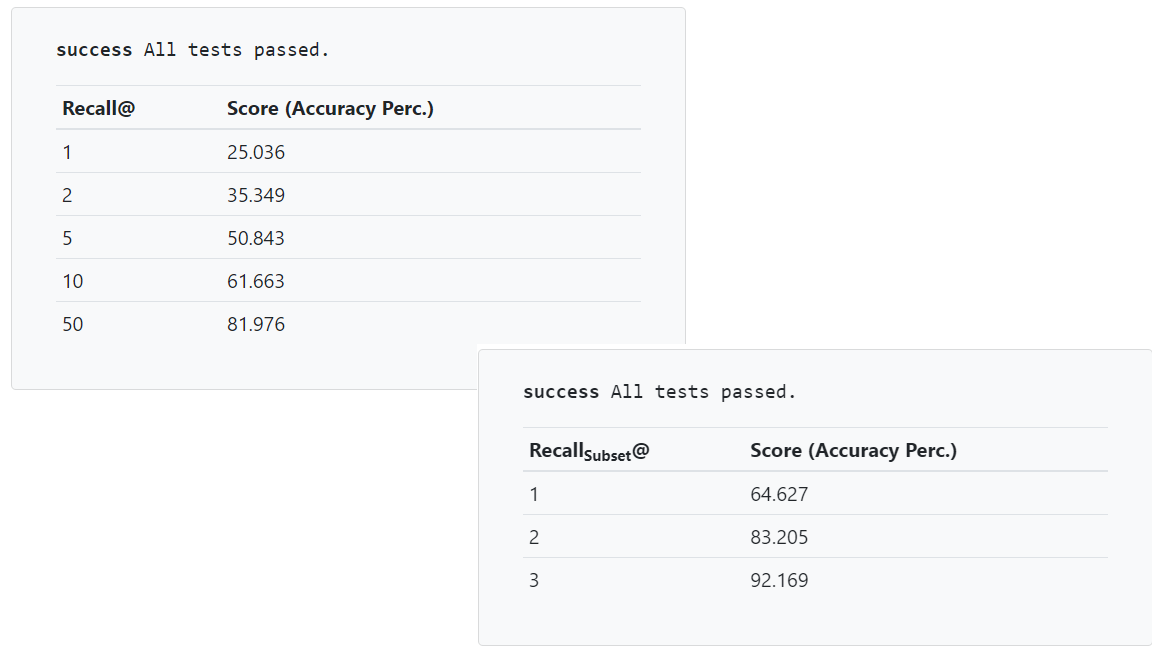 success All tests passed.
Recall@ Score (Accuracy Perc.)
1 25.036
2 35.349
5 50.843
10 61.663
50 81.976
success All tests passed.
RecallSubset@ Score (Accuracy Perc.)
1 64.627
2 83.205
3 92.169